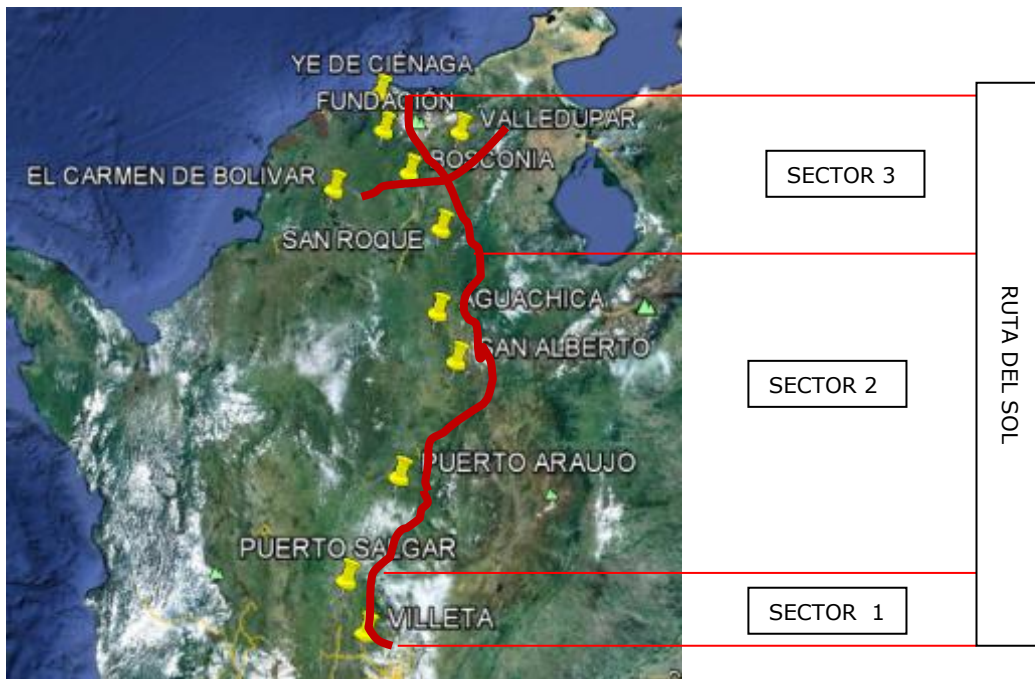 YE DE CIÉNAGA
FUNDACIÓN
VALLEDUPAR
BOSCONIA
EL CARMEN DE BOLIVAR
SAN ROQUE
AGUACHICA
SAN ALBERTO
PUERTO ARAUJO
PUERTO SALGAR
VILLETA
SECTOR 3
SECTOR 2
SECTOR 1
RUTA DEL SOL